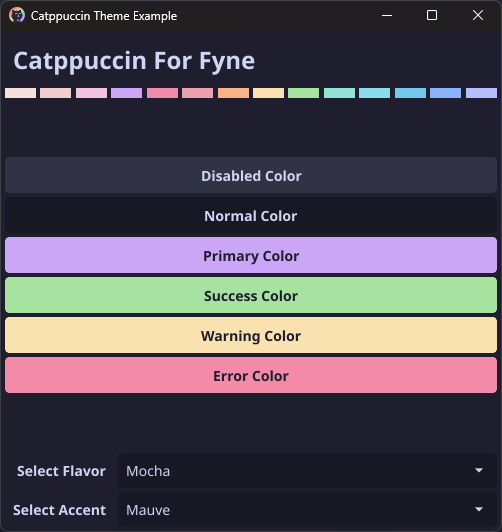 Catppuccin Theme Example
Catppuccin For Fyne
Disabled Color
Normal Color
Primary Color
Success Color
Warning Color
Error Color
Select Flavor Mocha
Select Accent Mauve